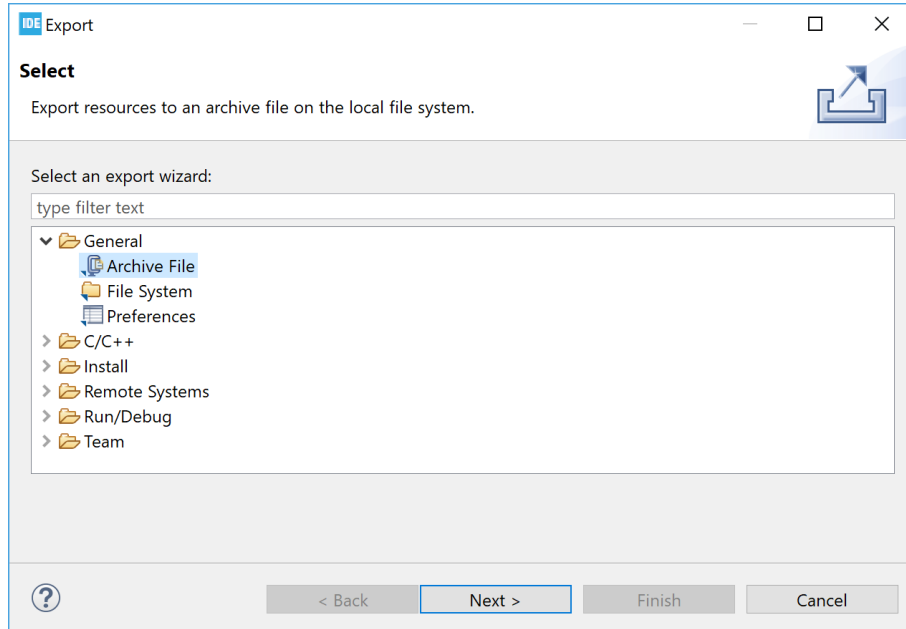 IDE Export
Select
Export resources to an archive file on the local file system.
Select an export wizard:
type filter text
General
Archive File
File System
Preferences
C/C++
Install
Remote Systems
Run/Debug
Team
? < Back Next > Finish Cancel